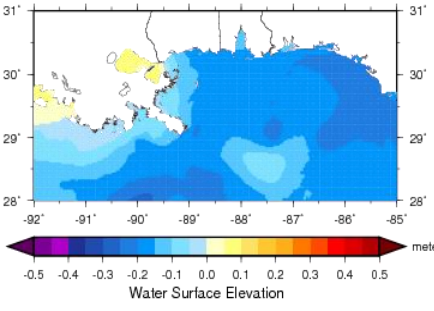 31° 31°
30° 30°
29° 29°
28° 28°
-92° -91° -90° -89° -88° -87° -86° -85°
mete
-0.5 -0.4 -0.3 -0.2 -0.1 0.0 0.1 0.2 0.3 0.4 0.5
Water Surface Elevation